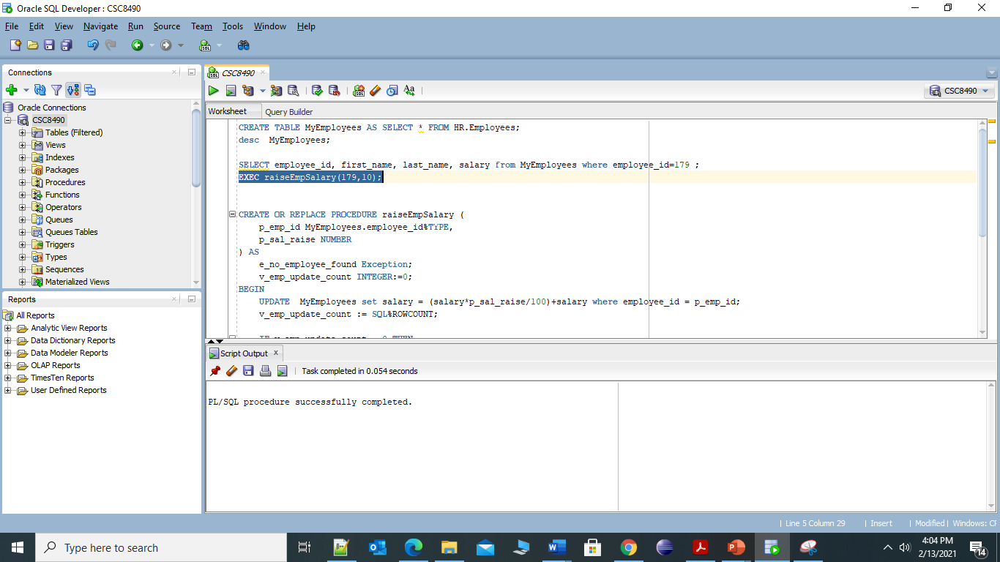 Oracle SQL Developer : CSC8490
File Edit View Navigate Run Source Team Tools Window Help
Connections
Oracle Connections
CSC8490
Tables (Filtered)
Views
Indexes
Packages
Procedures
Functions
Operators
Queues
Queues Tables
Triggers
Types
Sequences
Materialized Views
Reports
All Reports
Analytic View Reports
Data Dictionary Reports
Data Modeler Reports
OLAP Reports
TimesTen Reports
User Defined Reports
CSC8490
CSC8490
Worksheet Query Builder
CREATE TABLE MyEmployees AS SELECT * FROM HR.Employees;
desc  MyEmployees;
SELECT employee_id, first_name, last_name, salary from MyEmployees where employee_id=179 ;
EXEC raiseEmpSalary(179,10);
CREATE OR REPLACE PROCEDURE raiseEmpSalary (
p_emp_id MyEmployees.employee_id%TYPE,
p_sal_raise NUMBER
) AS
e_no_employee_found Exception;
v_emp_update_count INTEGER:=0;
BEGIN
UPDATE  MyEmployees set salary = (salary*p_sal_raise/100)+salary where employee_id = p_emp_id;
v_emp_update_count := SQL%ROWCOUNT;
Script Output
Task completed in 0.054 seconds
PL/SQL procedure successfully completed.
Line 5 Column 29 Insert Modified Windows:
Type here to search
4:04 PM
2/13/2021
14